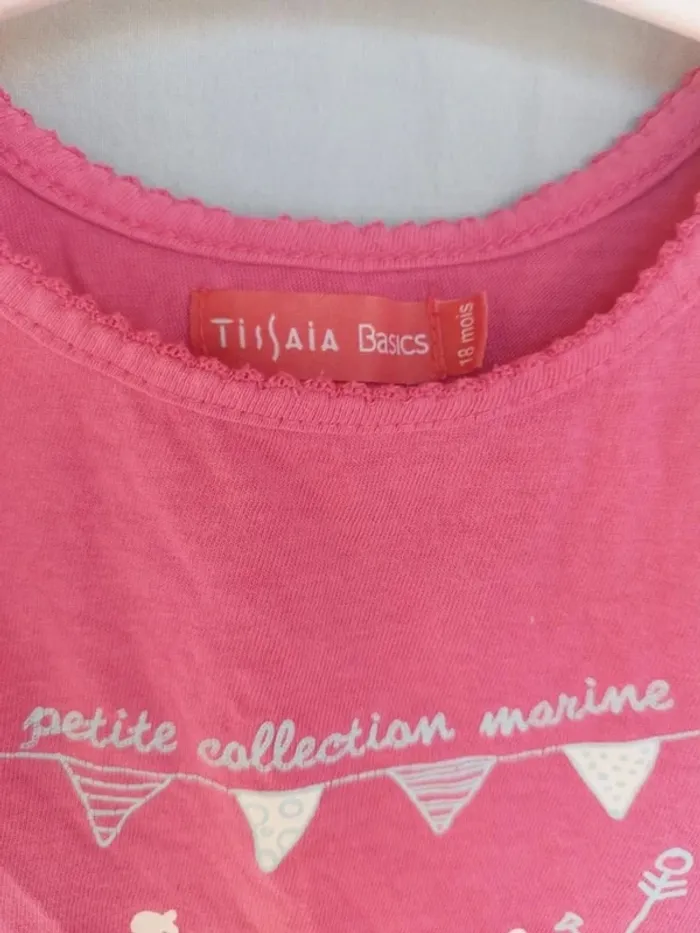 TISSAIA Basics
18 mois
petite collection marine